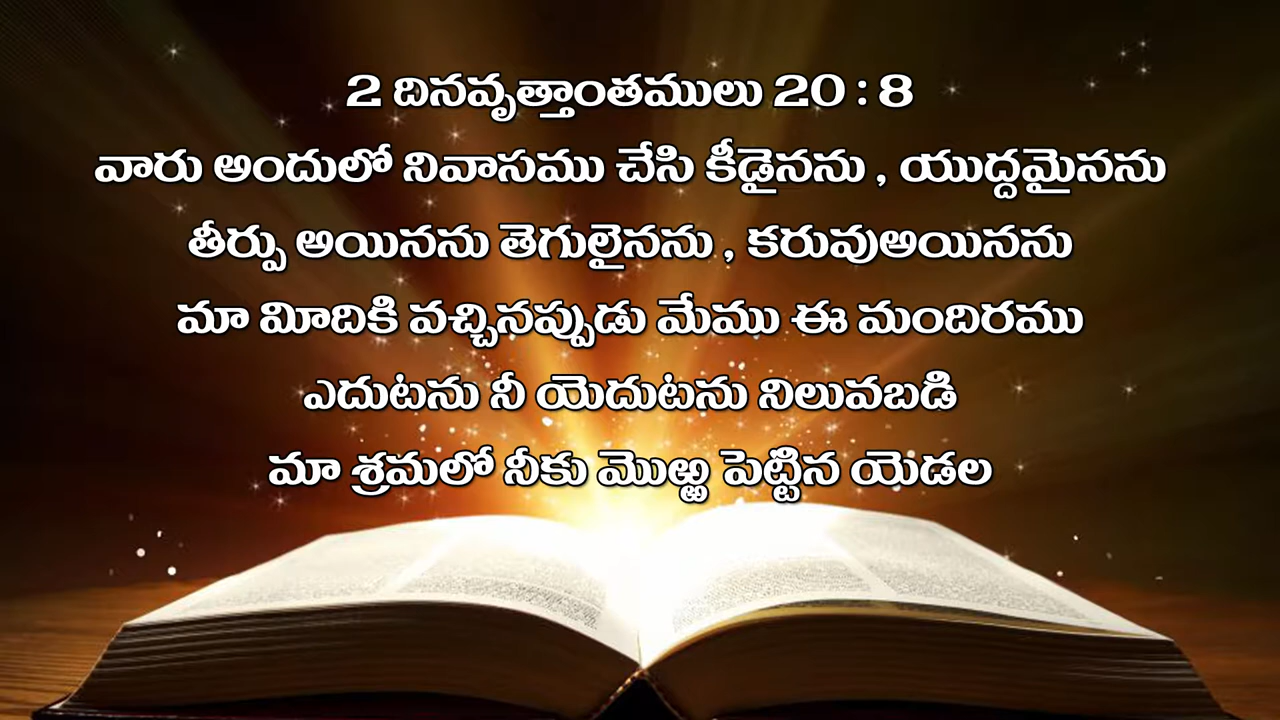 2 దినవృత్తాంతములు 20 : 8
వారు అందులో నివాసము చేసి కీడైనను , యుద్దమైనను
తీర్పు అయినను తెగులైనను , కరువుఅయినను
మా మీదికి వచ్చినప్పుడు మేము ఈ మందిరము
ఎదుటను నీ యెదుటను నిలువబడి
మా శ్రమలో నీకు మొఱ్ఱ పెట్టిన యెడల